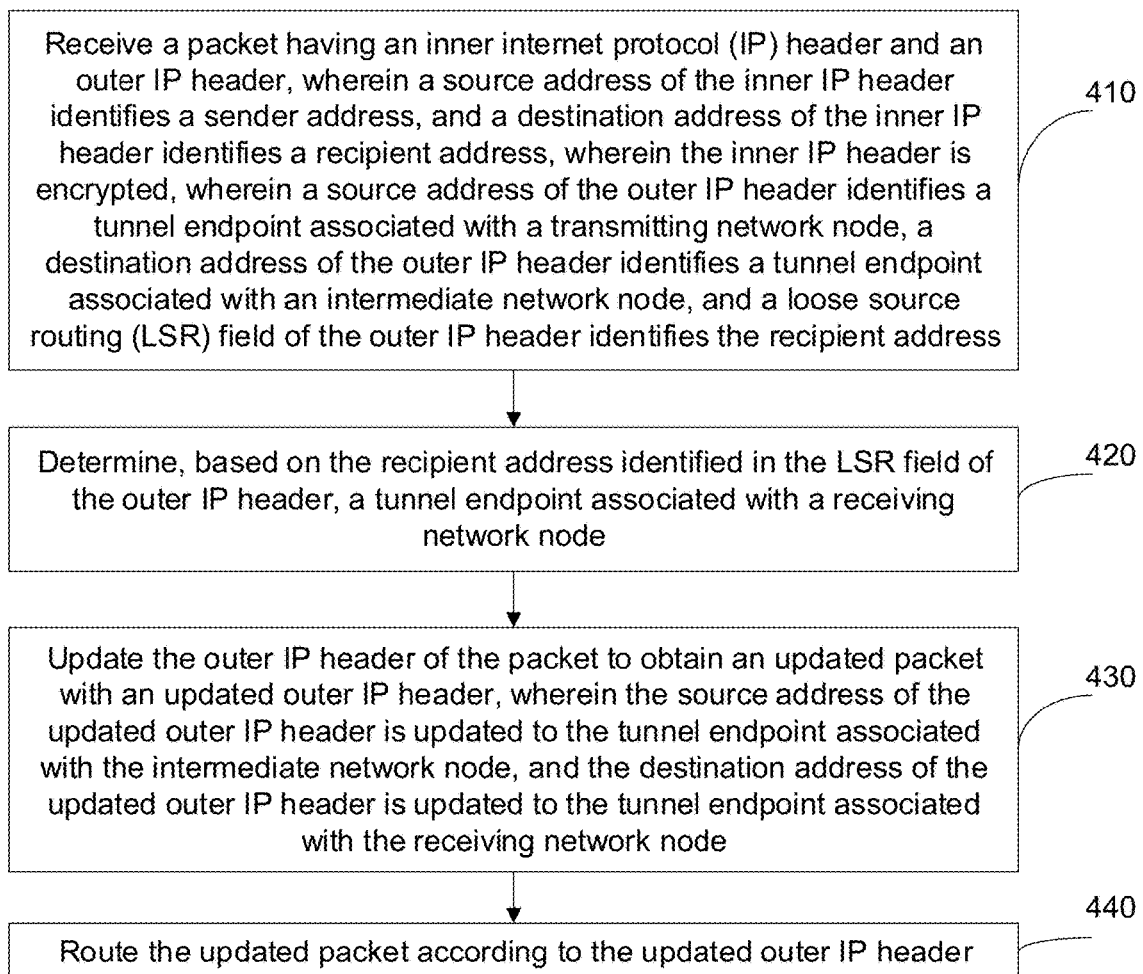 Receive a packet having an inner internet protocol (IP) header and an
outer IP header, wherein a source address of the inner IP header
identifies a sender address, and a destination address of the inner IP
header identifies a recipient address, wherein the inner IP header is
encrypted, wherein a source address of the outer IP header identifies a
tunnel endpoint associated with a transmitting network node, a
destination address of the outer IP header identifies a tunnel endpoint
associated with an intermediate network node, and a loose source
routing (LSR) field of the outer IP header identifies the recipient address
410
Determine, based on the recipient address identified in the LSR field of
the outer IP header, a tunnel endpoint associated with a receiving
network node
420
Update the outer IP header of the packet to obtain an updated packet
with an updated outer IP header, wherein the source address of the
updated outer IP header is updated to the tunnel endpoint associated
with the intermediate network node, and the destination address of the
updated outer IP header is updated to the tunnel endpoint associated
with the receiving network node
430
Route the updated packet according to the updated outer IP header
440